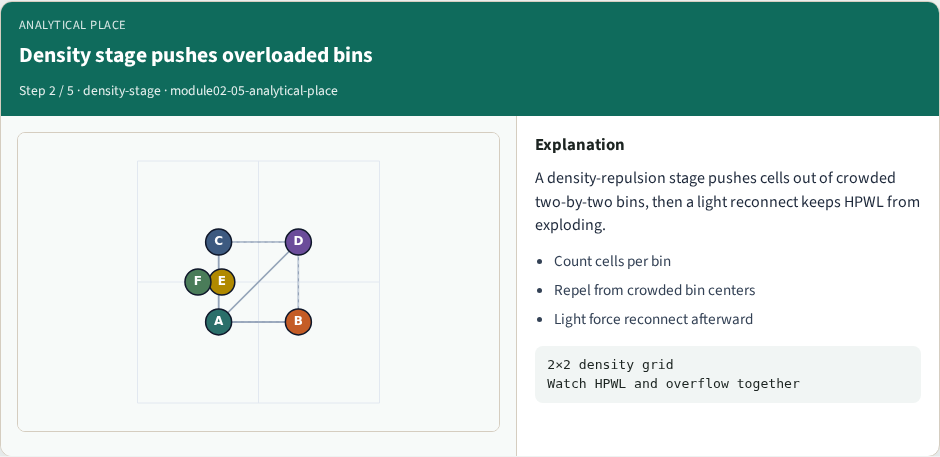 ANALYTICAL PLACE
Density stage pushes overloaded bins
Step 2 / 5 · density-stage · module02-05-analytical-place
C
D
F
E
A
B
Explanation
A density-repulsion stage pushes cells out of crowded
two-by-two bins, then a light reconnect keeps HPWL from
exploding.
• Count cells per bin
• Repel from crowded bin centers
• Light force reconnect afterward
2×2 density grid
Watch HPWL and overflow together